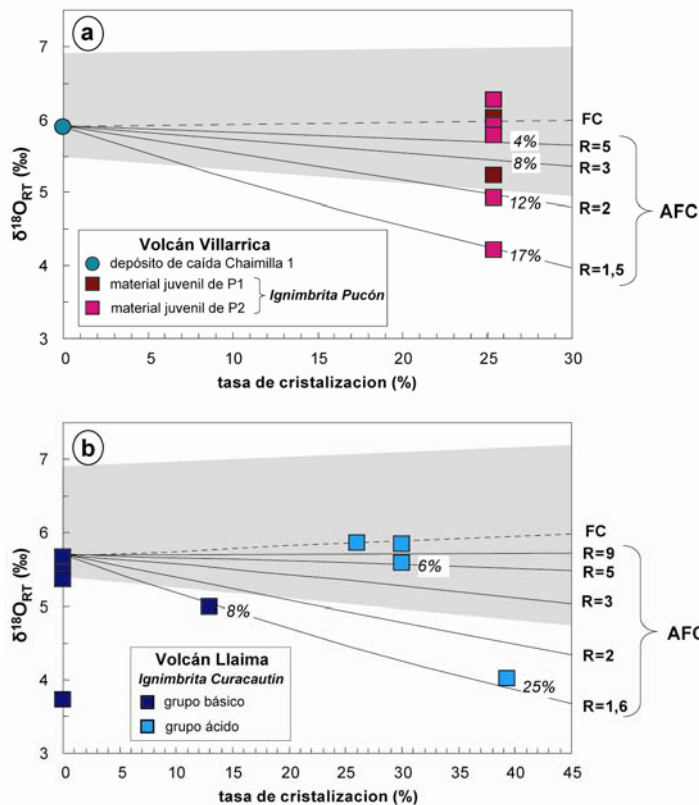 a
7
6
5
4
3
δ¹⁸O_RT (‰)
FC
R=5
R=3
R=2
R=1,5
AFC
4%
8%
12%
17%
Volcán Villarrica
depósito de caída Chaimilla 1
material juvenil de P1
material juvenil de P2
Ignimbrita Pucón
0 5 10 15 20 25 30
tasa de cristalizacion (%)
b
7
6
5
4
3
δ¹⁸O_RT (‰)
FC
R=9
R=5
R=3
R=2
R=1,6
AFC
6%
8%
25%
Volcán Llaima
Ignimbrita Curacautín
grupo básico
grupo ácido
0 5 10 15 20 25 30 35 40 45
tasa de cristalización (%)